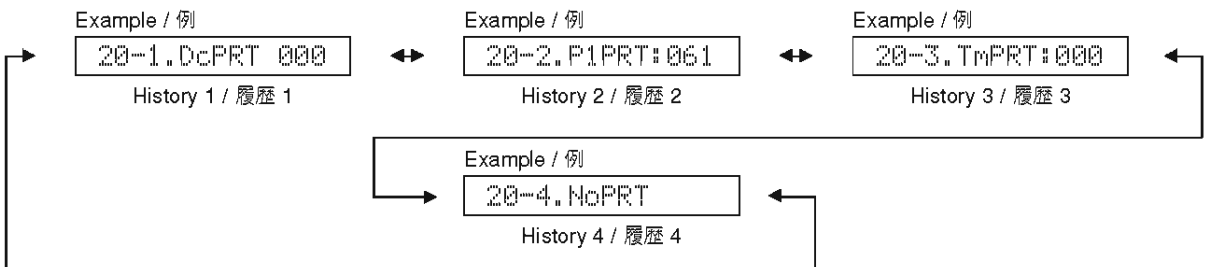 Example / 例
20-1.DcPRT 000
History 1 / 履歴 1
Example / 例
20-2.P1PRT:061
History 2 / 履歴 2
Example / 例
20-3.TmPRT:000
History 3 / 履歴 3
Example / 例
20-4.NoPRT
History 4 / 履歴 4